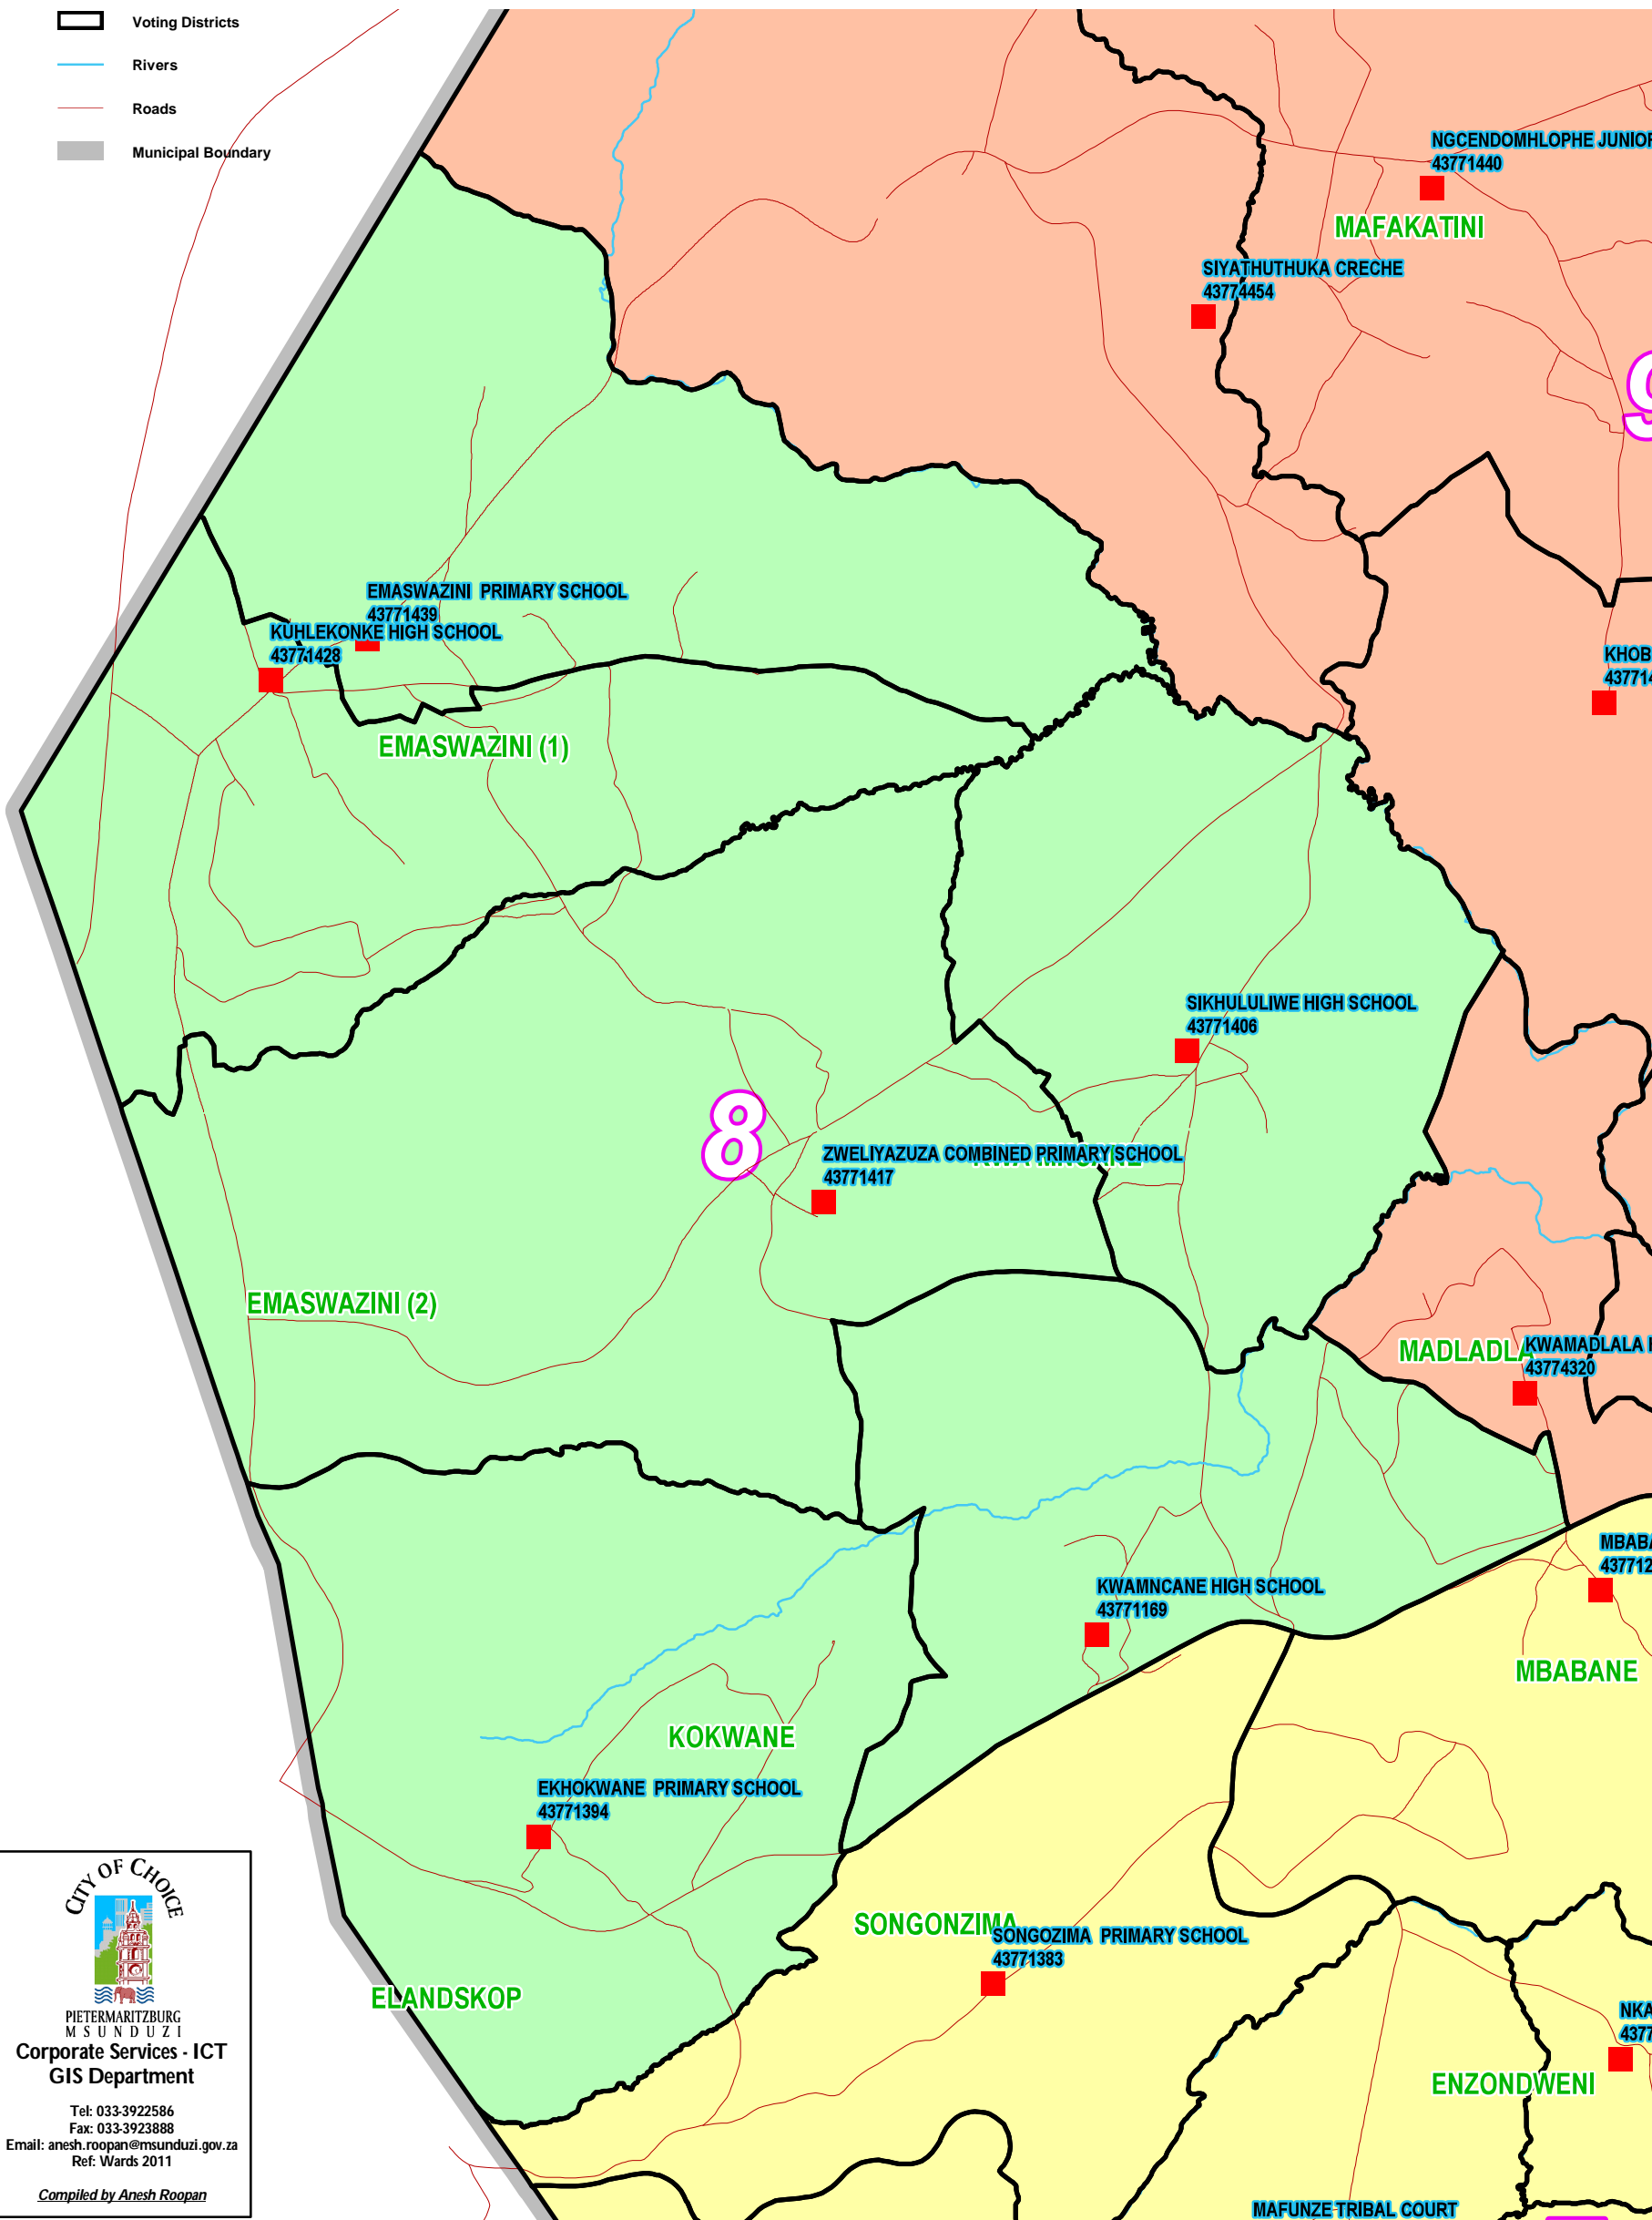 Voting Districts
Rivers
Roads
Municipal Boundary
NGCENDOMHLOPHE JUNIOR
43771440
MAFAKATINI
SIYATHUTHUKA CRECHE
43774454
9
EMASWAZINI PRIMARY SCHOOL
43771439
KUHLEKONKE HIGH SCHOOL
43771428
KHOB
437714
EMASWAZINI (1)
SIKHULULIWE HIGH SCHOOL
43771406
8
ZWELIYAZUZA COMBINED PRIMARY SCHOOL
43771417
EMASWAZINI (2)
MADLADLA
KWAMADLALA
43774320
MBABA
437712
KWAMNCANE HIGH SCHOOL
43771169
MBABANE
KOKWANE
EKHOKWANE PRIMARY SCHOOL
43771394
SONGONZIMA
SONGOZIMA PRIMARY SCHOOL
43771383
ELANDSKOP
NKA
4377
ENZONDWENI
MAFUNZE TRIBAL COURT
CITY OF CHOICE
PIETERMARITZBURG
MSUNDUZI
Corporate Services - ICT
GIS Department
Tel: 033-3922586
Fax: 033-3923888
Email: anesh.roopan@msunduzi.gov.za
Ref: Wards 2011
Compiled by Anesh Roopan